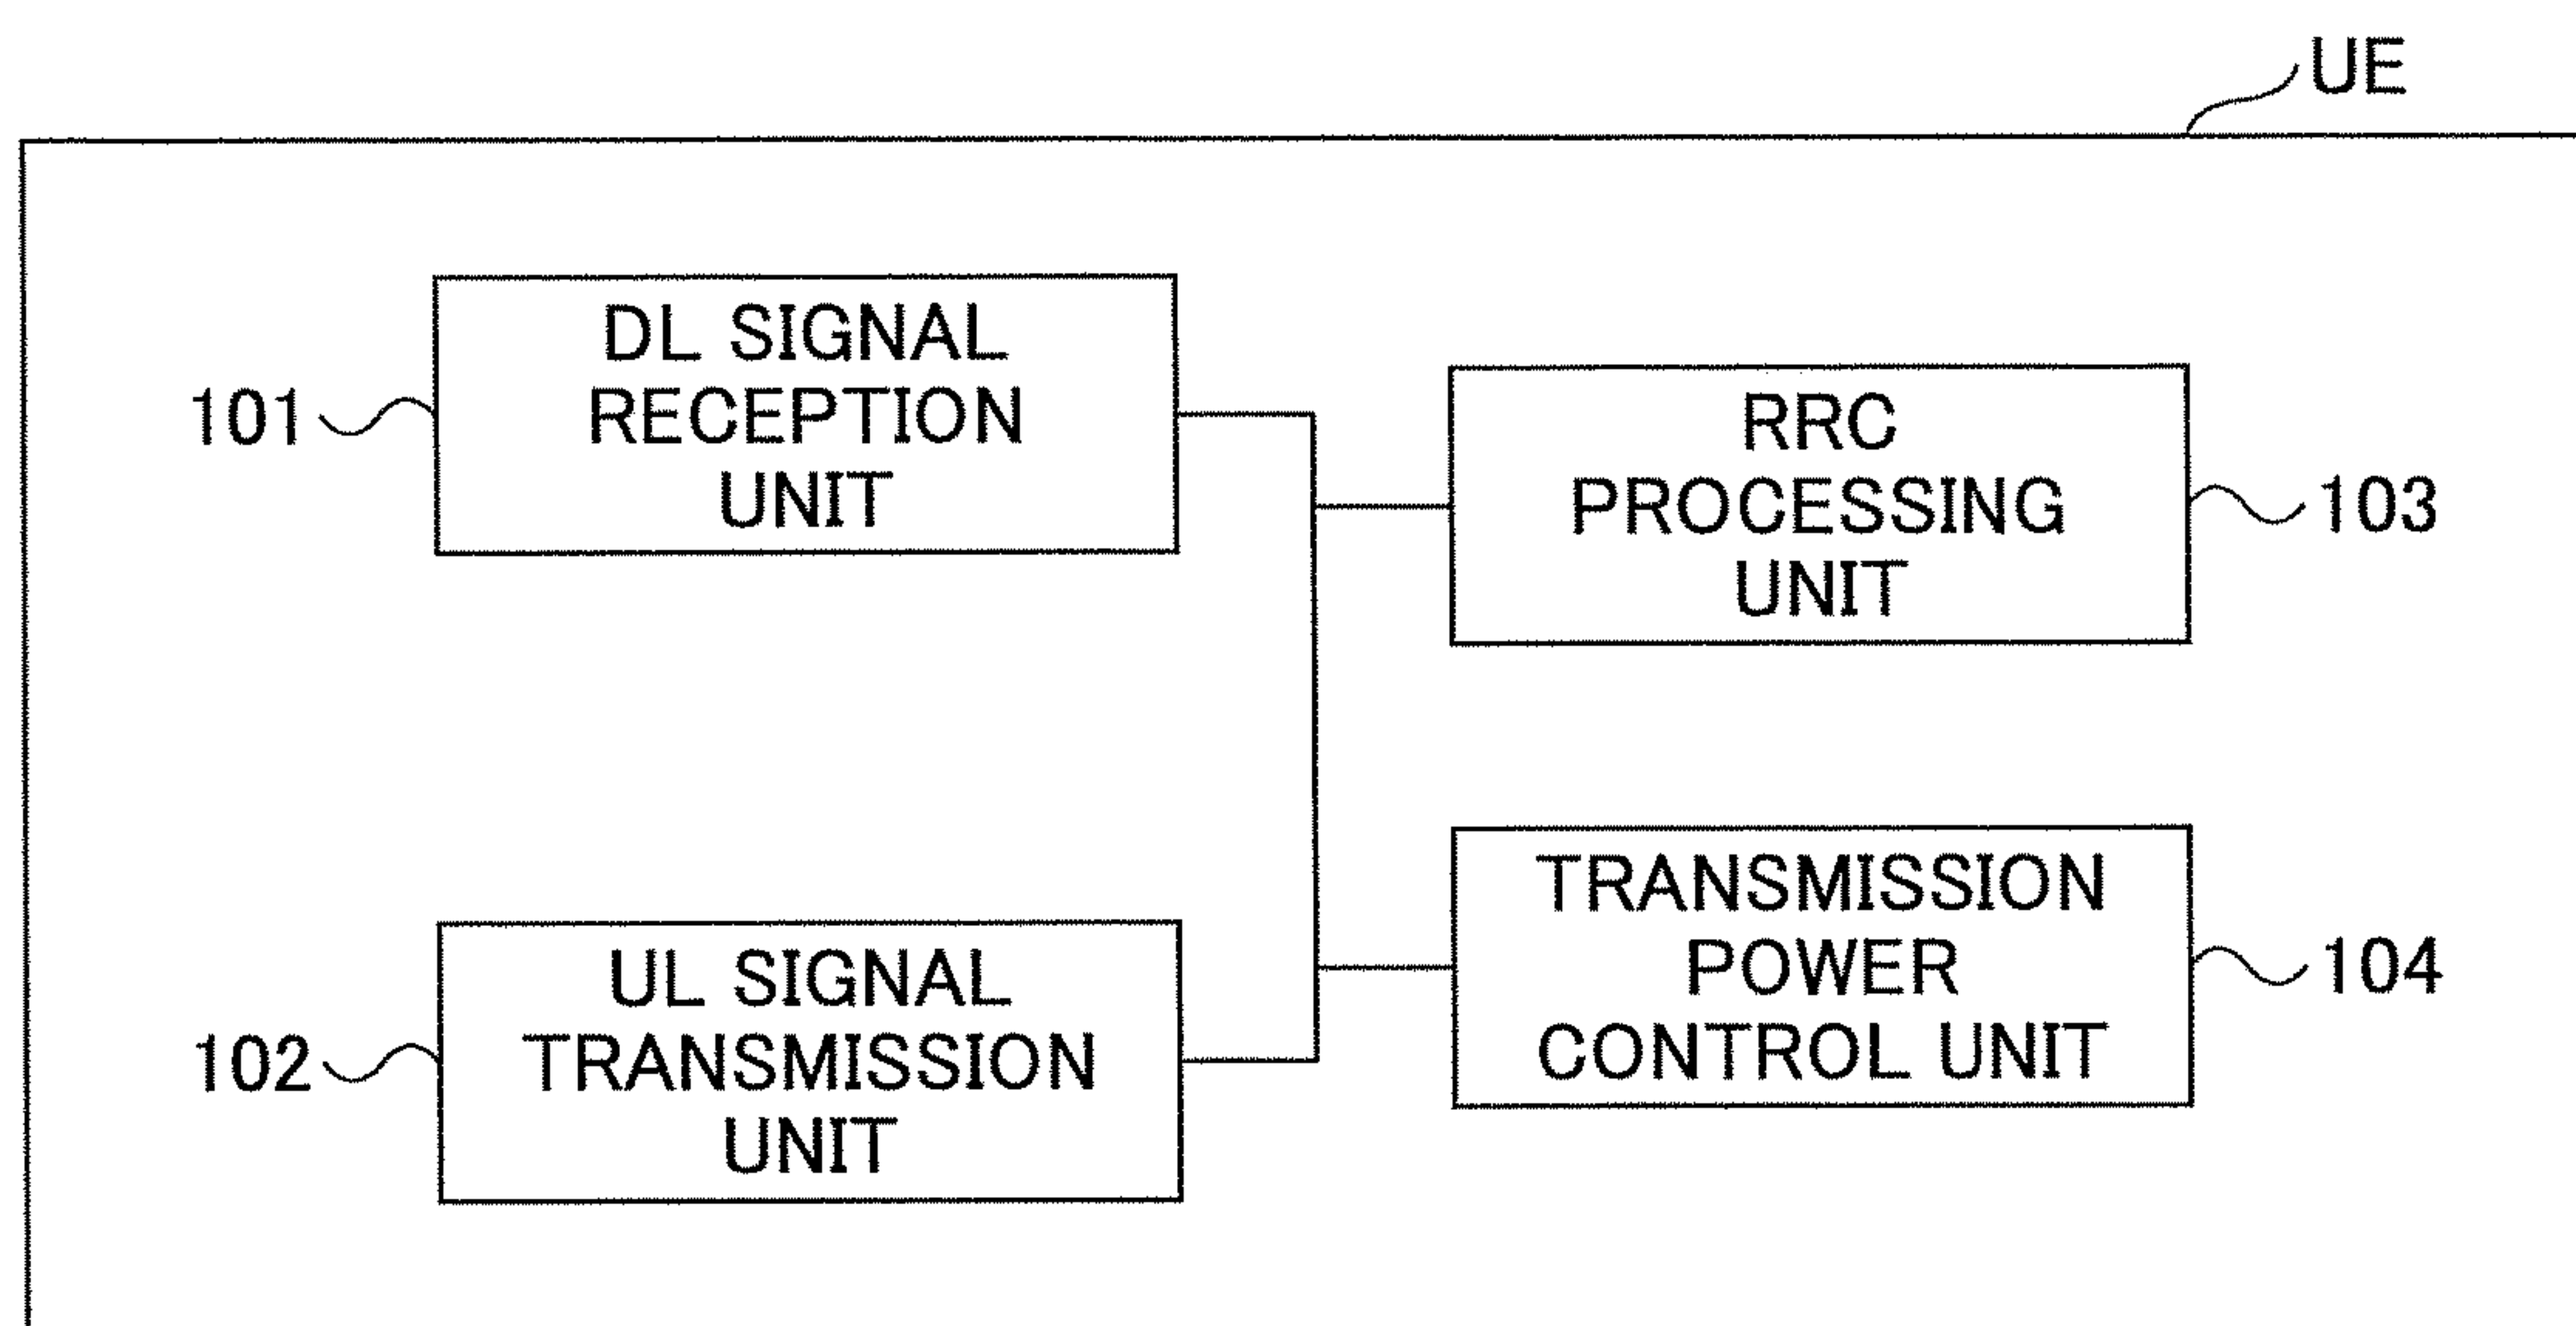 UE
101
DL SIGNAL
RECEPTION
UNIT
RRC
PROCESSING
UNIT
103
102
UL SIGNAL
TRANSMISSION
UNIT
TRANSMISSION
POWER
CONTROL UNIT
104